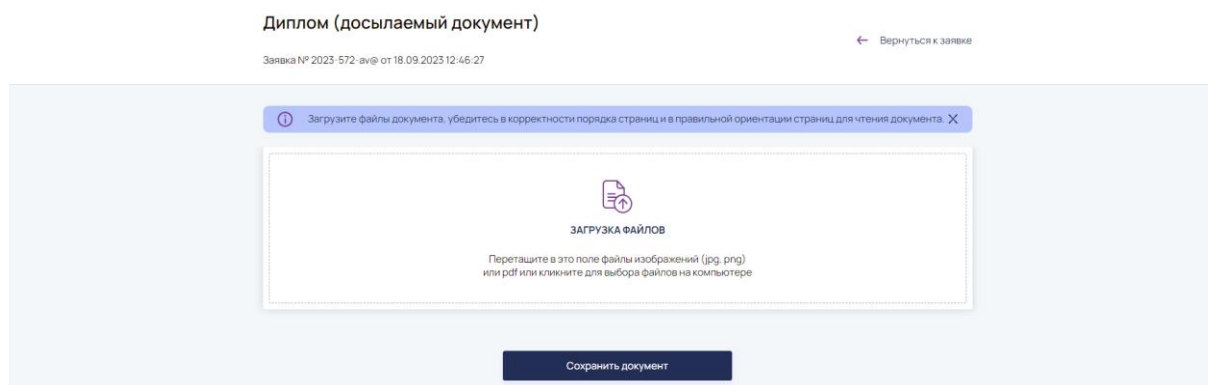 Диплом (досылаемый документ)
← Вернуться к заявке
Заявка № 2023-572-av@ от 18.09.2023 12:46:27
Загрузите файлы документа, убедитесь в корректности порядка страниц и в правильной ориентации страниц для чтения документа.
ЗАГРУЗКА ФАЙЛОВ
Перетащите в это поле файлы изображений (jpg, png)
или pdf или кликните для выбора файлов на компьютере
Сохранить документ